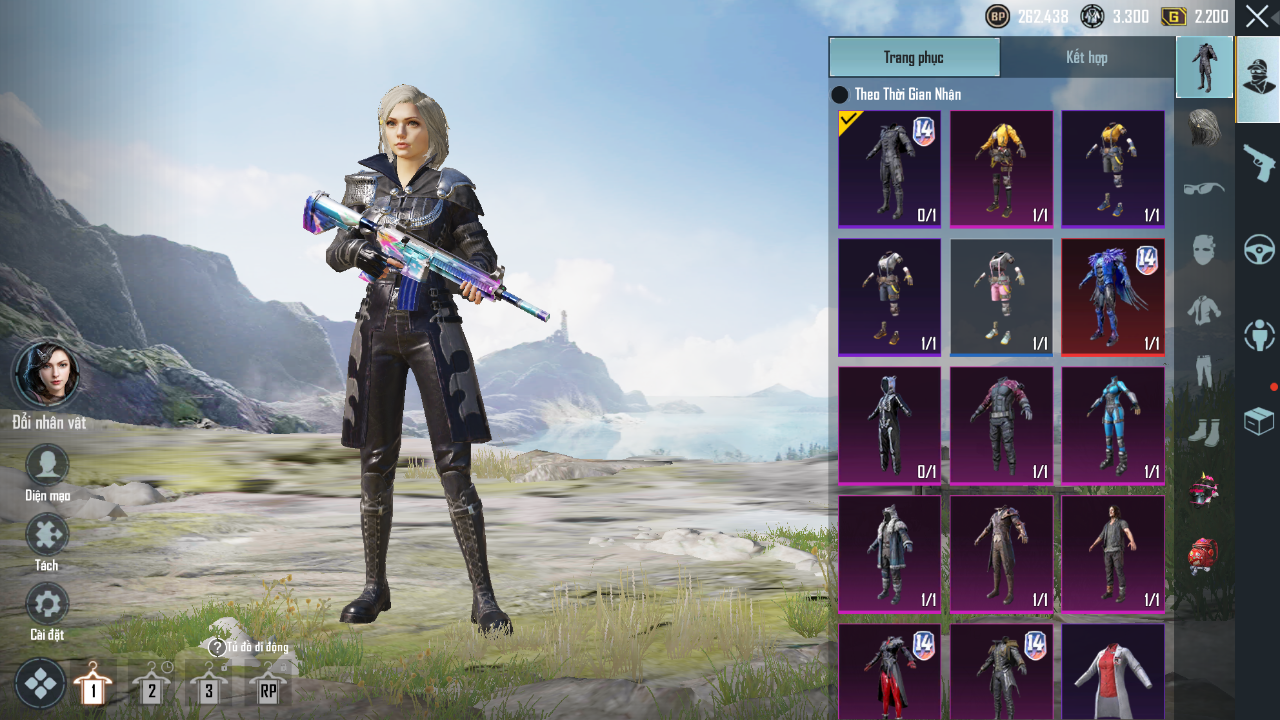 BP 262.438 3.300 G 2.200
Trang phục Kết hợp
Theo Thời Gian Nhận
14
0/1 1/1 1/1
14
1/1 1/1 1/1
0/1 1/1 1/1
1/1 1/1 1/1
14 14
Đổi nhân vật
Diện mạo
Tách
Cài đặt
? Tủ đồ di động
1 2 3 RP